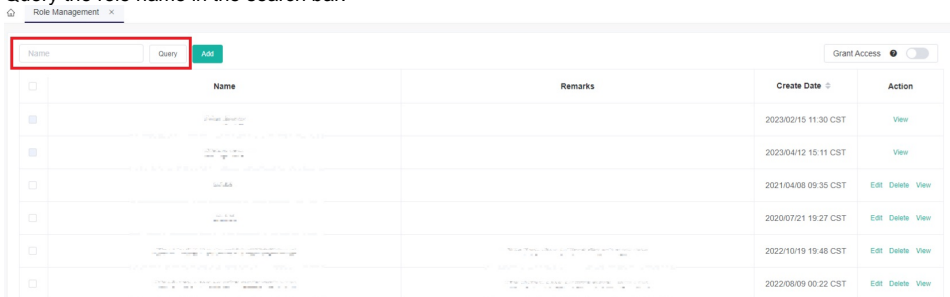 Query the role name in the search bar.
Role Management ×
Name Query Add Grant Access ?
Name Remarks Create Date Action
2023/02/15 11:30 CST View
2023/04/12 15:11 CST View
2021/04/08 09:35 CST Edit Delete View
2020/07/21 19:27 CST Edit Delete View
2022/10/19 19:48 CST Edit Delete View
2022/08/09 00:22 CST Edit Delete View